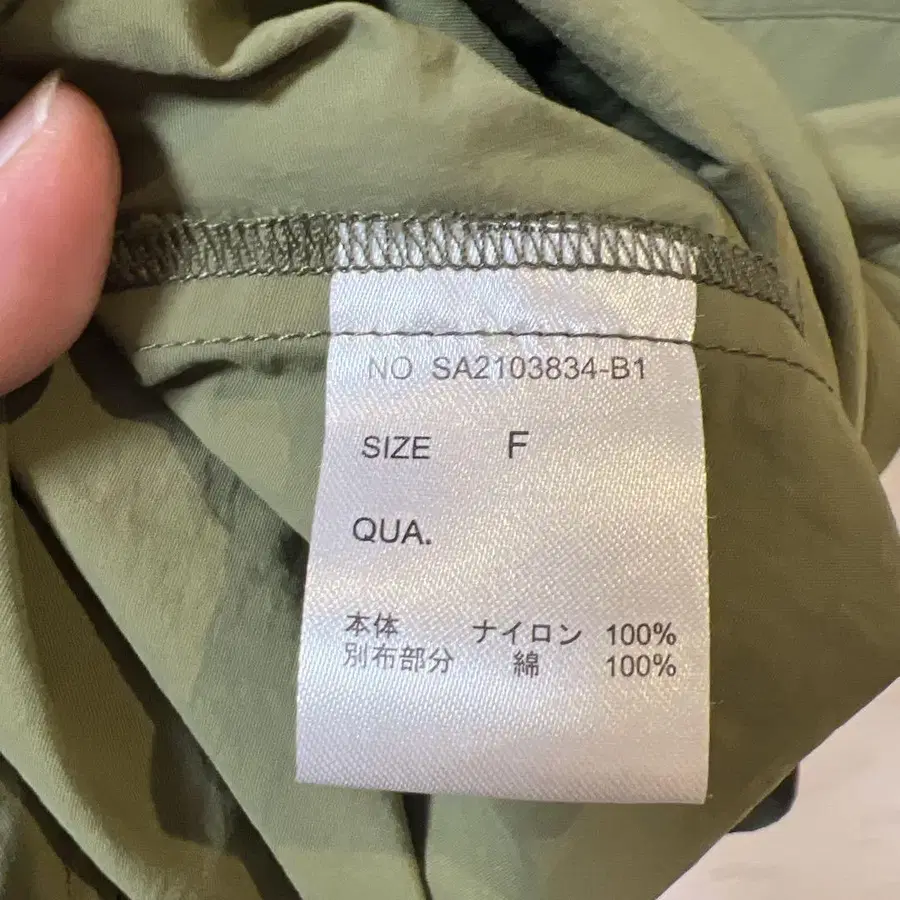 NO SA2103834-B1
SIZE F
QUA.
本体 ナイロン 100%
別布部分 綿 100%